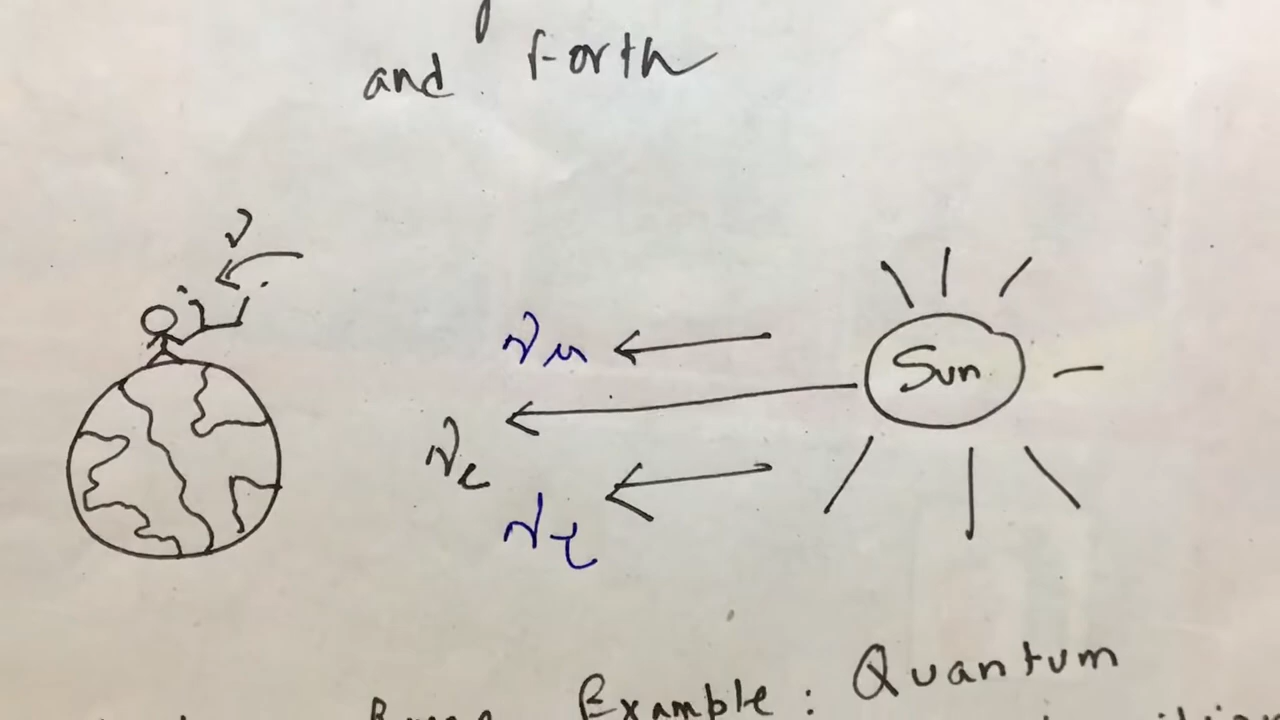 and forth
ν
νμ
Sun
νe
ντ
Example: Quantum